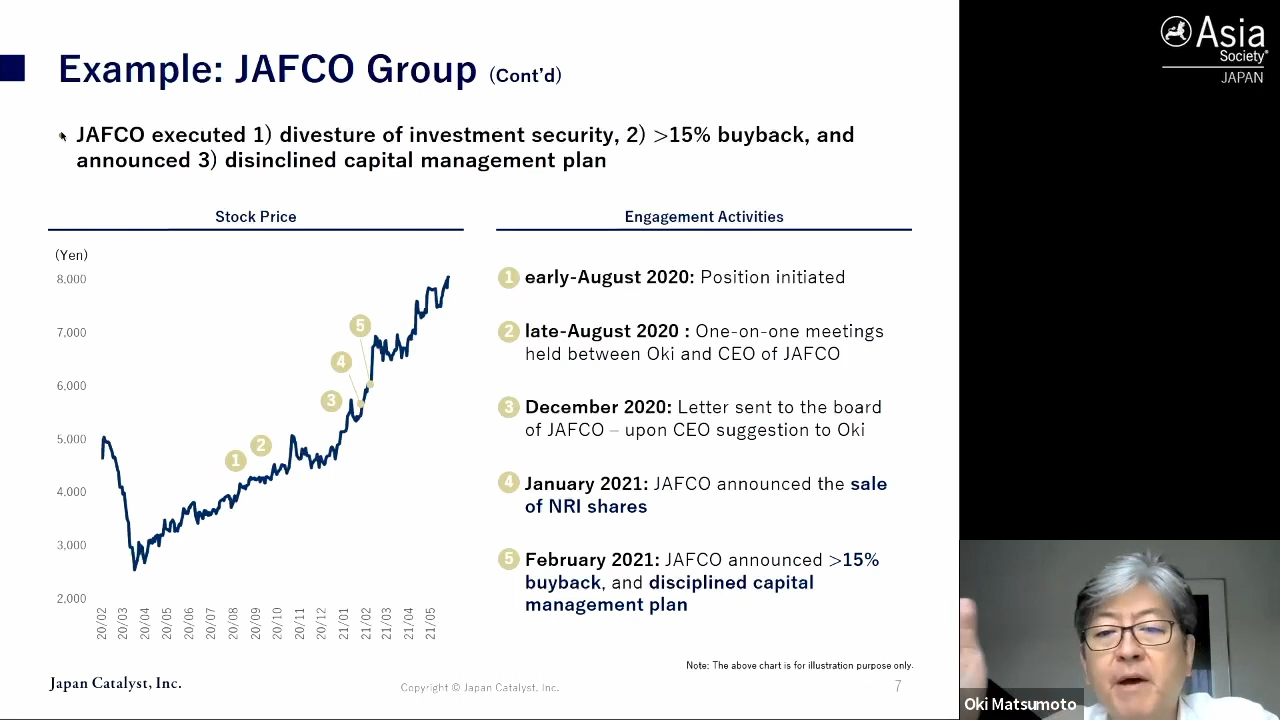 Example: JAFCO Group (Cont'd)
JAFCO executed 1) divesture of investment security, 2) >15% buyback, and
announced 3) disinclined capital management plan
Stock Price
(Yen)
8,000
7,000
6,000
5,000
4,000
3,000
2,000
1
2
3
4
5
20/02
20/03
20/04
20/05
20/06
20/07
20/08
20/09
20/10
20/11
20/12
21/01
21/02
21/03
21/04
21/05
Engagement Activities
1 early-August 2020: Position initiated
2 late-August 2020 : One-on-one meetings
held between Oki and CEO of JAFCO
3 December 2020: Letter sent to the board
of JAFCO – upon CEO suggestion to Oki
4 January 2021: JAFCO announced the sale
of NRI shares
5 February 2021: JAFCO announced >15%
buyback, and disciplined capital
management plan
Note: The above chart is for illustration purpose only.
Japan Catalyst, Inc.
Copyright © Japan Catalyst, Inc.
7
Asia
Society®
JAPAN
Oki Matsumoto